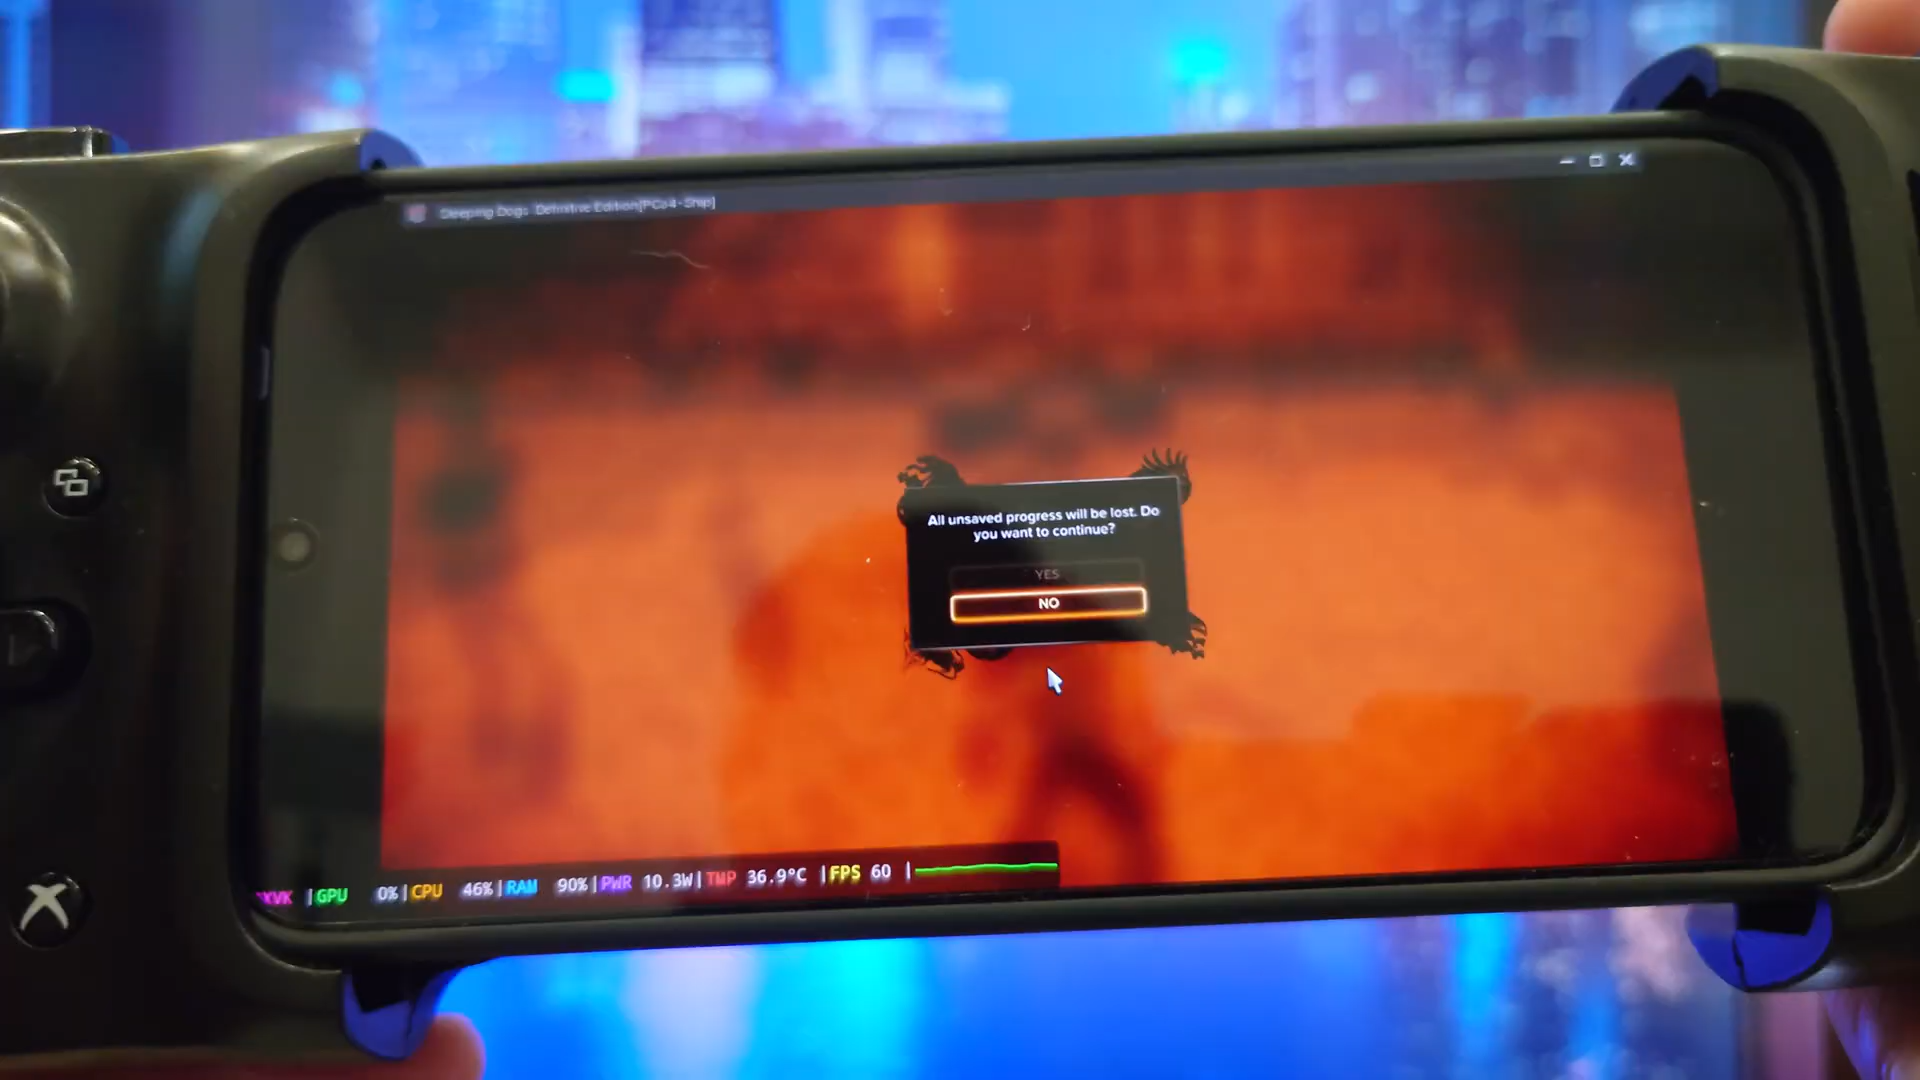 Sleeping Dogs: Definitive Edition[PC64-Ship]
All unsaved progress will be lost. Do
you want to continue?
YES
NO
GPU 0% | CPU 46% | RAM 90% | PWR 10.3W | TMP 36.9°C | FPS 60 |